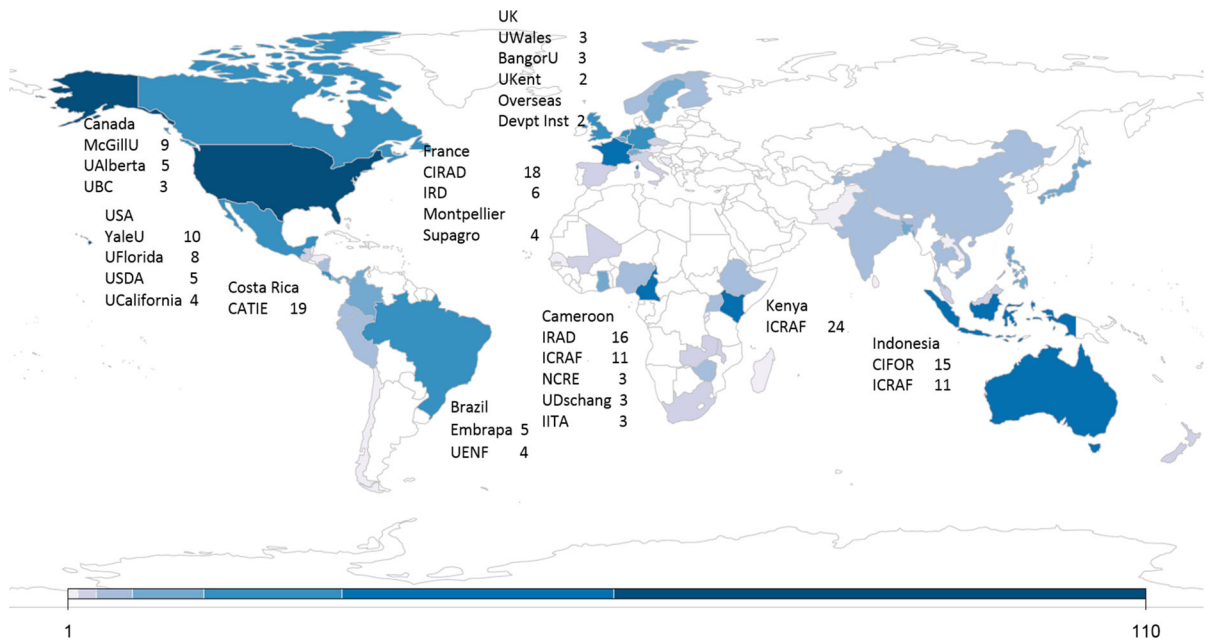 UK
UWales 3
BangorU 3
UKent 2
Overseas
Devpt Inst 2
Canada
McGillU 9
UAlberta 5
UBC 3
France
CIRAD 18
IRD 6
Montpellier
Supagro
4
USA
YaleU 10
UFlorida 8
USDA 5
UCalifornia 4
Costa Rica
CATIE 19
Cameroon
IRAD 16
ICRAF 11
NCRE 3
UDschang 3
IITA 3
Kenya
ICRAF 24
Indonesia
CIFOR 15
ICRAF 11
Brazil
Embrapa 5
UENF 4
1
110